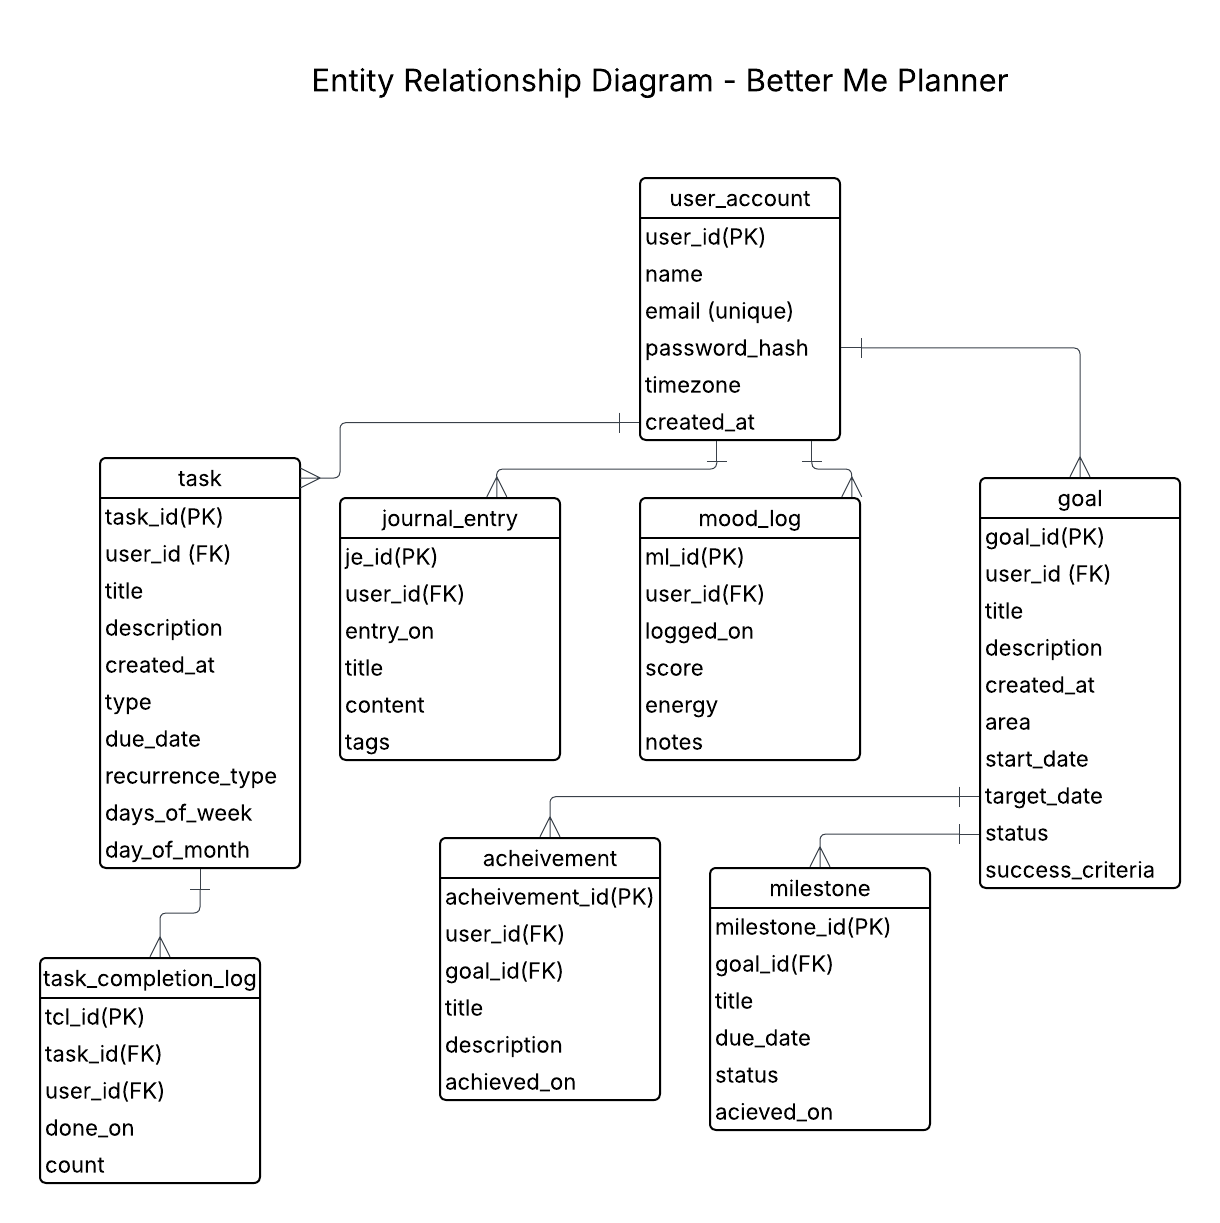 Entity Relationship Diagram - Better Me Planner
user_account
user_id(PK)
name
email (unique)
password_hash
timezone
created_at
task
task_id(PK)
user_id (FK)
title
description
created_at
type
due_date
recurrence_type
days_of_week
day_of_month
journal_entry
je_id(PK)
user_id(FK)
entry_on
title
content
tags
mood_log
ml_id(PK)
user_id(FK)
logged_on
score
energy
notes
goal
goal_id(PK)
user_id (FK)
title
description
created_at
area
start_date
target_date
status
success_criteria
task_completion_log
tcl_id(PK)
task_id(FK)
user_id(FK)
done_on
count
acheivement
acheivement_id(PK)
user_id(FK)
goal_id(FK)
title
description
achieved_on
milestone
milestone_id(PK)
goal_id(FK)
title
due_date
status
acieved_on